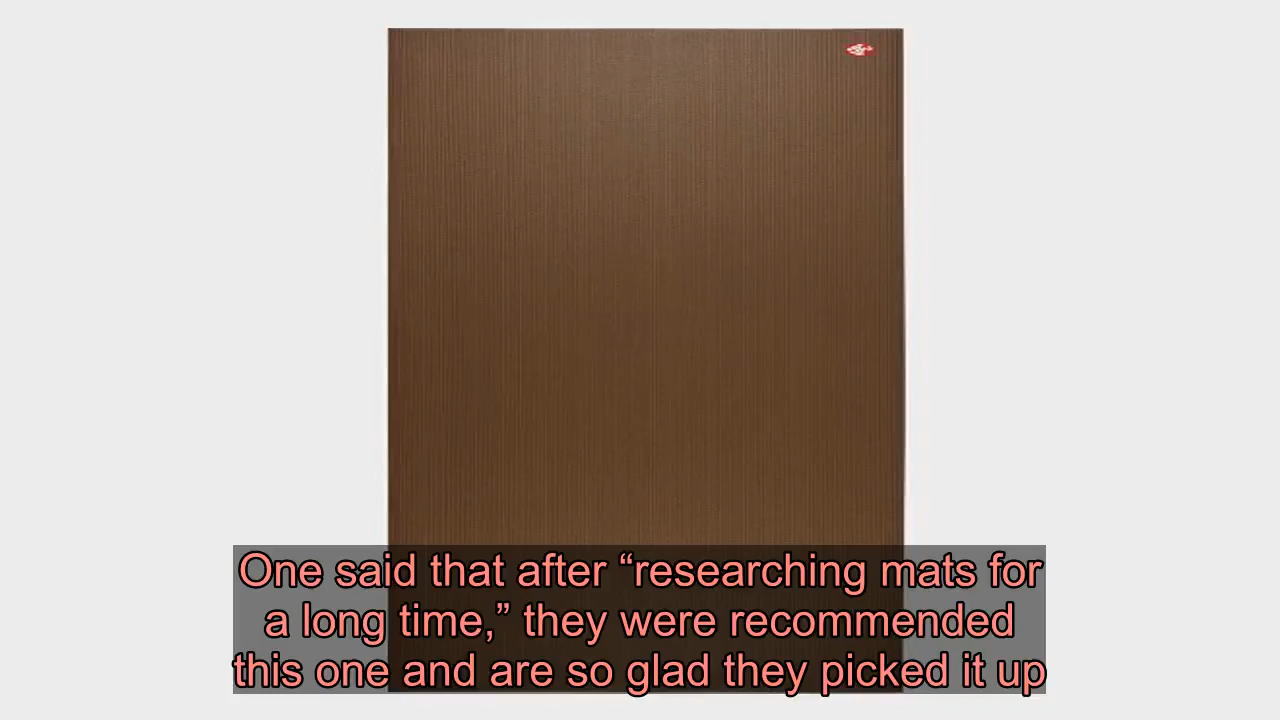 One said that after “researching mats for
a long time,” they were recommended
this one and are so glad they picked it up